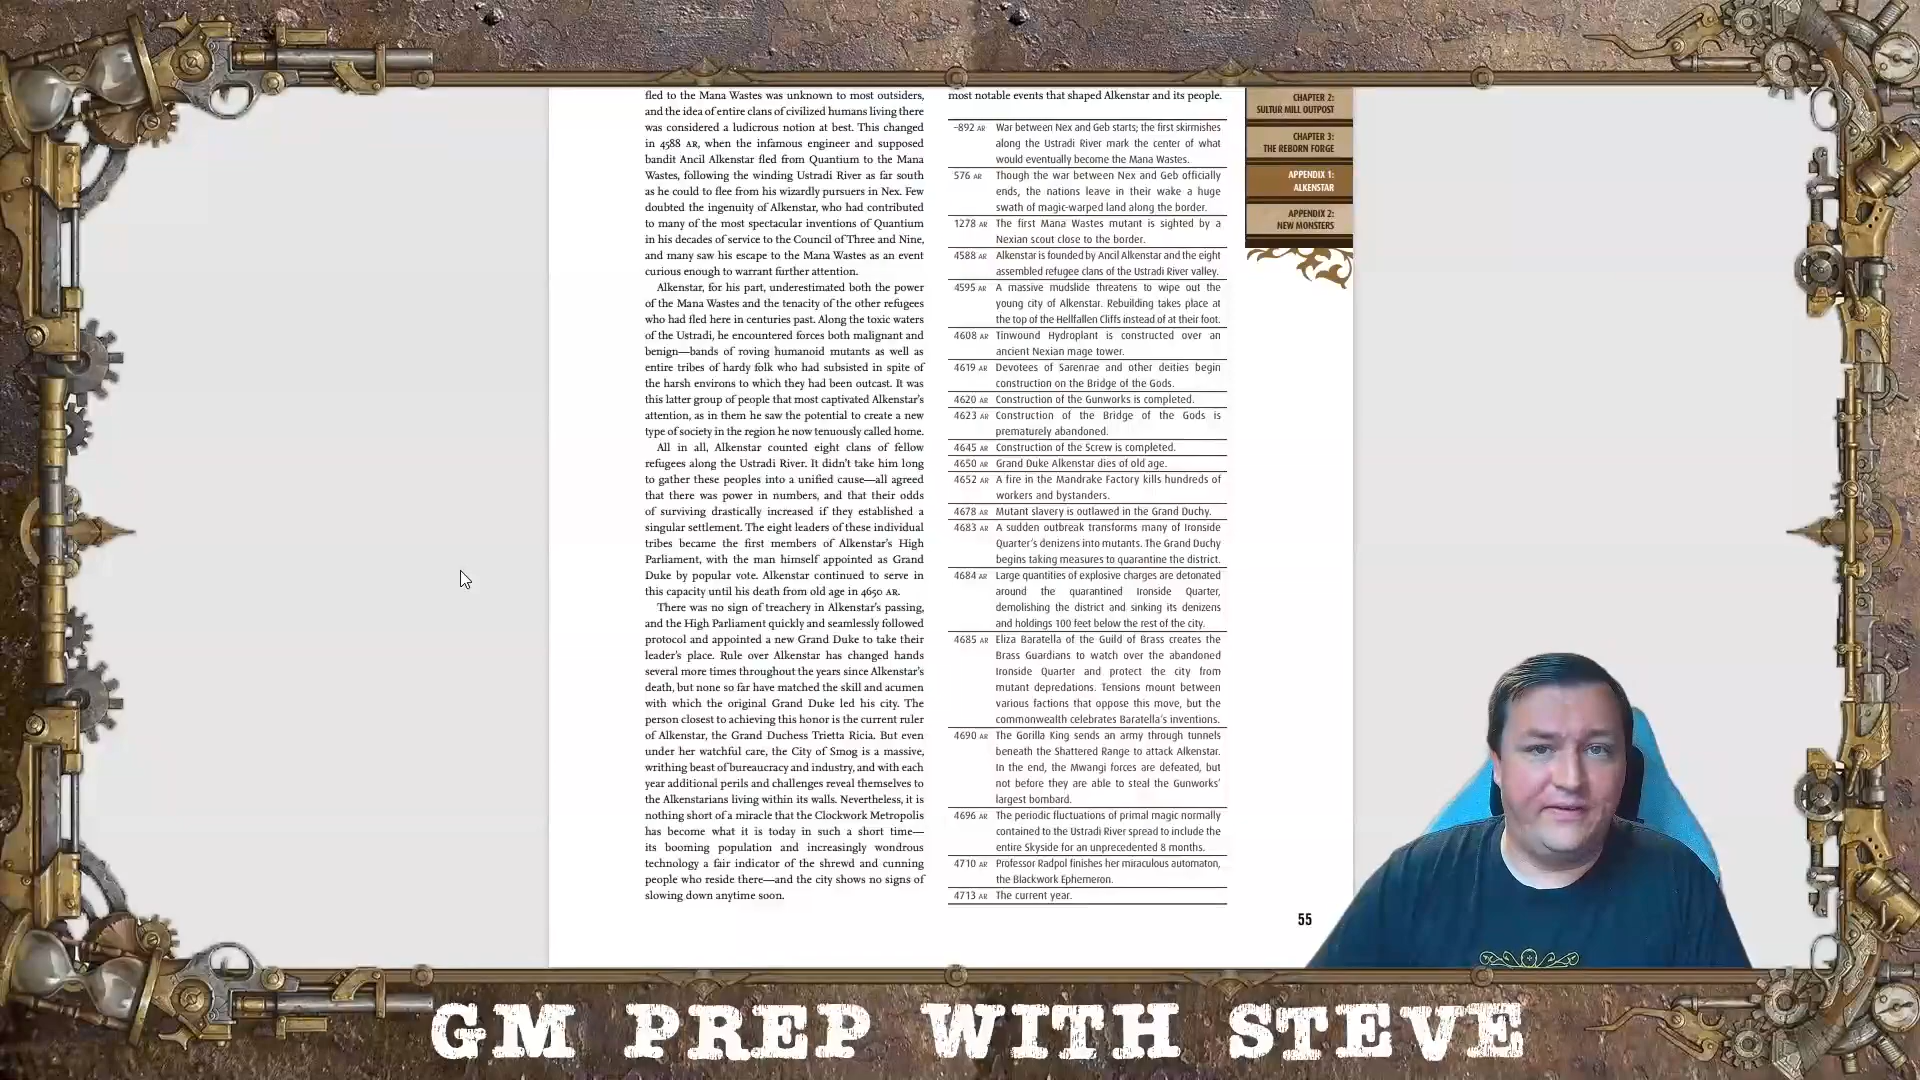 fled to the Mana Wastes was unknown to most outsiders,
and the idea of entire clans of civilized humans living there
was considered a ludicrous notion at best. This changed
in 4588 AR, when the infamous engineer and supposed
bandit Ancil Alkenstar fled from Quantium to the Mana
Wastes, following the winding Ustradi River as far south
as he could to flee from his wizardly pursuers in Nex. Few
doubted the ingenuity of Alkenstar, who had contributed
to many of the most spectacular inventions of Quantium
in his decades of service to the Council of Three and Nine,
and many saw his escape to the Mana Wastes as an event
curious enough to warrant further attention.
Alkenstar, for his part, underestimated both the power
of the Mana Wastes and the tenacity of the other refugees
who had fled here in centuries past. Along the toxic waters
of the Ustradi, he encountered forces both malignant and
benign—bands of roving humanoid mutants as well as
entire tribes of hardy folk who had subsisted in spite of
the harsh environs to which they had been outcast. It was
this latter group of people that most captivated Alkenstar's
attention, as in them he saw the potential to create a new
type of society in the region he now tenuously called home.
All in all, Alkenstar counted eight clans of fellow
refugees along the Ustradi River. It didn't take him long
to gather these peoples into a unified cause—all agreed
that there was power in numbers, and that their odds
of surviving drastically increased if they established a
singular settlement. The eight leaders of these individual
tribes became the first members of Alkenstar's High
Parliament, with the man himself appointed as Grand
Duke by popular vote. Alkenstar continued to serve in
this capacity until his death from old age in 4650 AR.
There was no sign of treachery in Alkenstar's passing,
and the High Parliament quickly and seamlessly followed
protocol and appointed a new Grand Duke to take their
leader's place. Rule over Alkenstar has changed hands
several more times throughout the years since Alkenstar's
death, but none so far have matched the skill and acumen
with which the original Grand Duke led his city. The
person closest to achieving this honor is the current ruler
of Alkenstar, the Grand Duchess Trietta Ricia. But even
under her watchful care, the City of Smog is a massive,
writhing beast of bureaucracy and industry, and with each
year additional perils and challenges reveal themselves to
the Alkenstarians living within its walls. Nevertheless, it is
nothing short of a miracle that the Clockwork Metropolis
has become what it is today in such a short time—
its booming population and increasingly wondrous
technology a fair indicator of the shrewd and cunning
people who reside there—and the city shows no signs of
slowing down anytime soon.
most notable events that shaped Alkenstar and its people.
–892 AR War between Nex and Geb starts; the first skirmishes
along the Ustradi River mark the center of what
would eventually become the Mana Wastes.
576 AR Though the war between Nex and Geb officially
ends, the nations leave in their wake a huge
swath of magic-warped land along the border.
1278 AR The first Mana Wastes mutant is sighted by a
Nexian scout close to the border.
4588 AR Alkenstar is founded by Ancil Alkenstar and the eight
assembled refugee clans of the Ustradi River valley.
4595 AR A massive mudslide threatens to wipe out the
young city of Alkenstar. Rebuilding takes place at
the top of the Hellfallen Cliffs instead of at their foot.
4608 AR Tinwound Hydroplant is constructed over an
ancient Nexian mage tower.
4619 AR Devotees of Sarenrae and other deities begin
construction on the Bridge of the Gods.
4620 AR Construction of the Gunworks is completed.
4623 AR Construction of the Bridge of the Gods is
prematurely abandoned.
4645 AR Construction of the Screw is completed.
4650 AR Grand Duke Alkenstar dies of old age.
4652 AR A fire in the Mandrake Factory kills hundreds of
workers and bystanders.
4678 AR Mutant slavery is outlawed in the Grand Duchy.
4683 AR A sudden outbreak transforms many of Ironside
Quarter's denizens into mutants. The Grand Duchy
begins taking measures to quarantine the district.
4684 AR Large quantities of explosive charges are detonated
around the quarantined Ironside Quarter,
demolishing the district and sinking its denizens
and holdings 100 feet below the rest of the city.
4685 AR Eliza Baratella of the Guild of Brass creates the
Brass Guardians to watch over the abandoned
Ironside Quarter and protect the city from
mutant depredations. Tensions mount between
various factions that oppose this move, but the
commonwealth celebrates Baratella's inventions.
4690 AR The Gorilla King sends an army through tunnels
beneath the Shattered Range to attack Alkenstar.
In the end, the Mwangi forces are defeated, but
not before they are able to steal the Gunworks'
largest bombard.
4696 AR The periodic fluctuations of primal magic normally
contained to the Ustradi River spread to include the
entire Skyside for an unprecedented 8 months.
4710 AR Professor Radpol finishes her miraculous automaton,
the Blackwork Ephemeron.
4713 AR The current year.
CHAPTER 2:
SULTUR MILL OUTPOST
CHAPTER 3:
THE REBORN FORGE
APPENDIX 1:
ALKENSTAR
APPENDIX 2:
NEW MONSTERS
55
GM PREP WITH STEVE